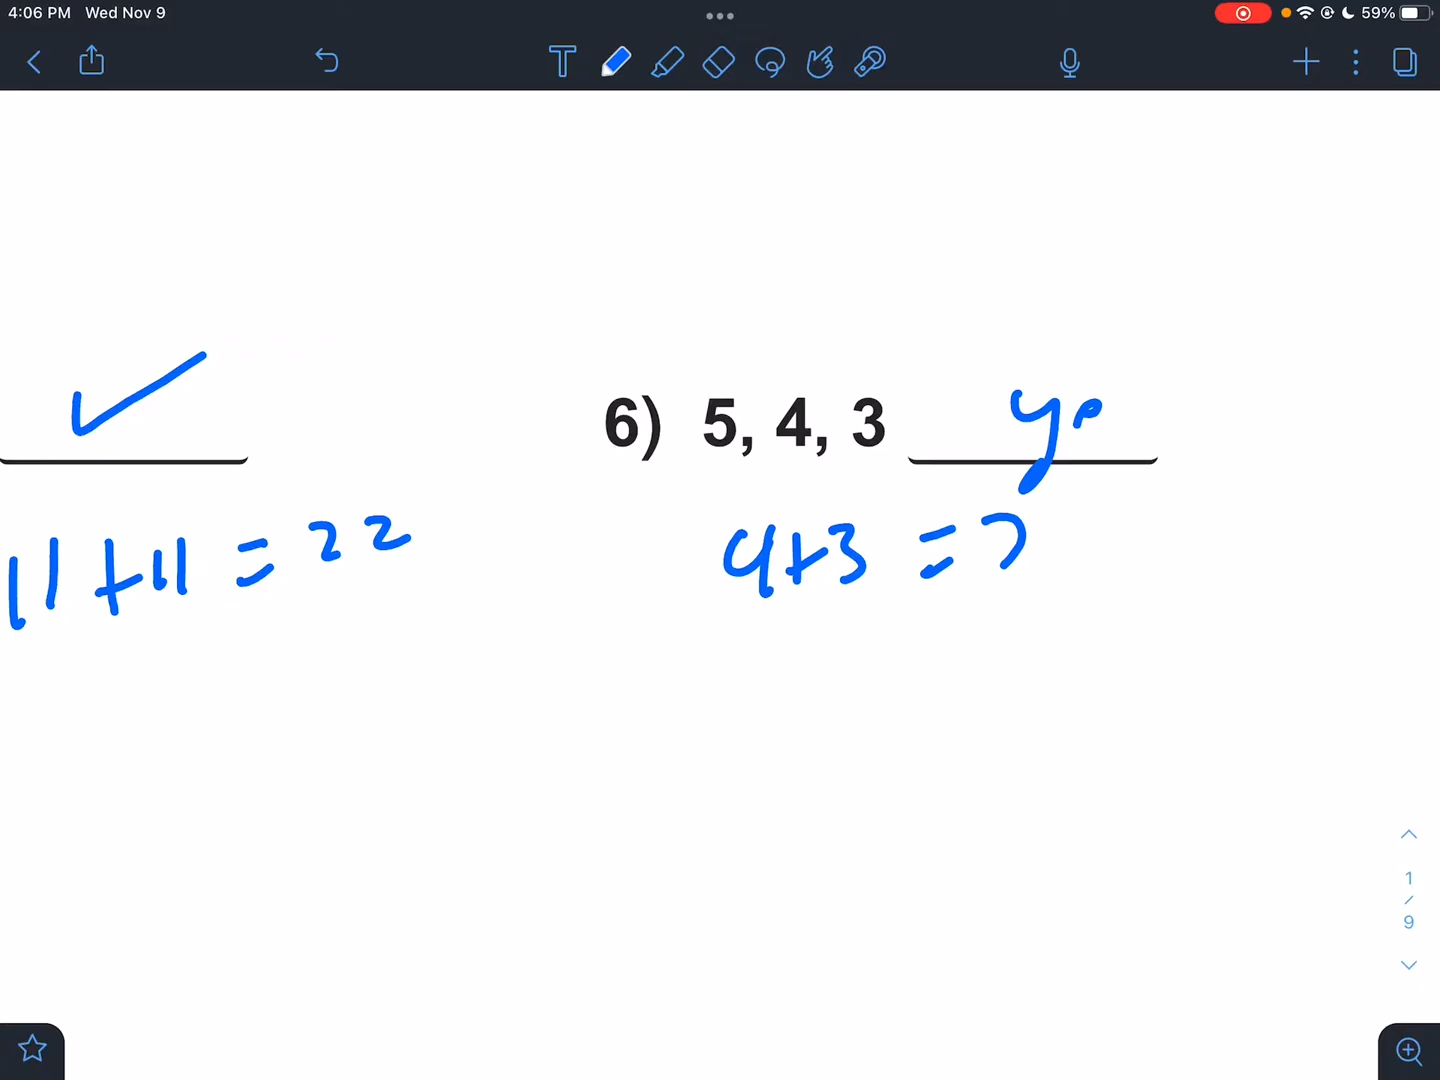 4:06 PM Wed Nov 9
59%
6) 5, 4, 3 ye
11 + 11 = 22
4+3 = 7
1
/
9